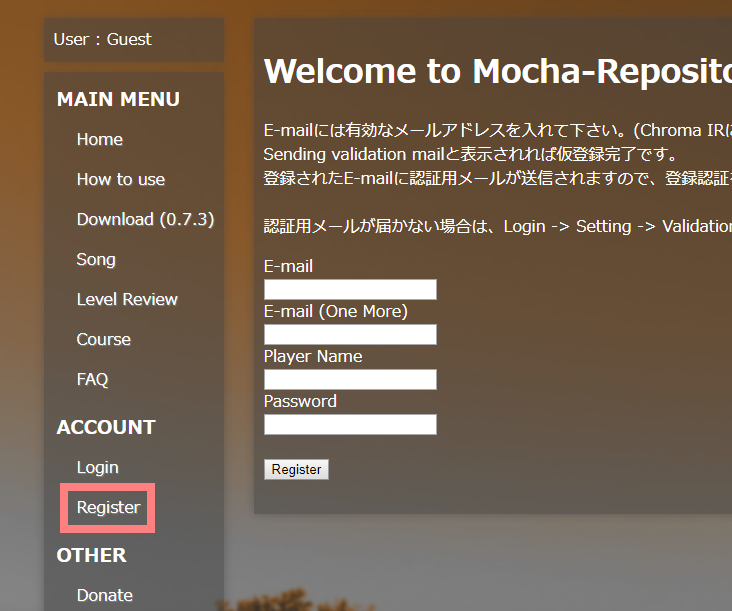 User : Guest
MAIN MENU
Home
How to use
Download (0.7.3)
Song
Level Review
Course
FAQ
ACCOUNT
Login
Register
OTHER
Donate
Welcome to Mocha-Reposito
E-mailには有効なメールアドレスを入れて下さい。(Chroma IRに
Sending validation mailと表示されれば仮登録完了です。
登録されたE-mailに認証用メールが送信されますので、登録認証を
認証用メールが届かない場合は、Login -> Setting -> Validation
E-mail
E-mail (One More)
Player Name
Password
Register